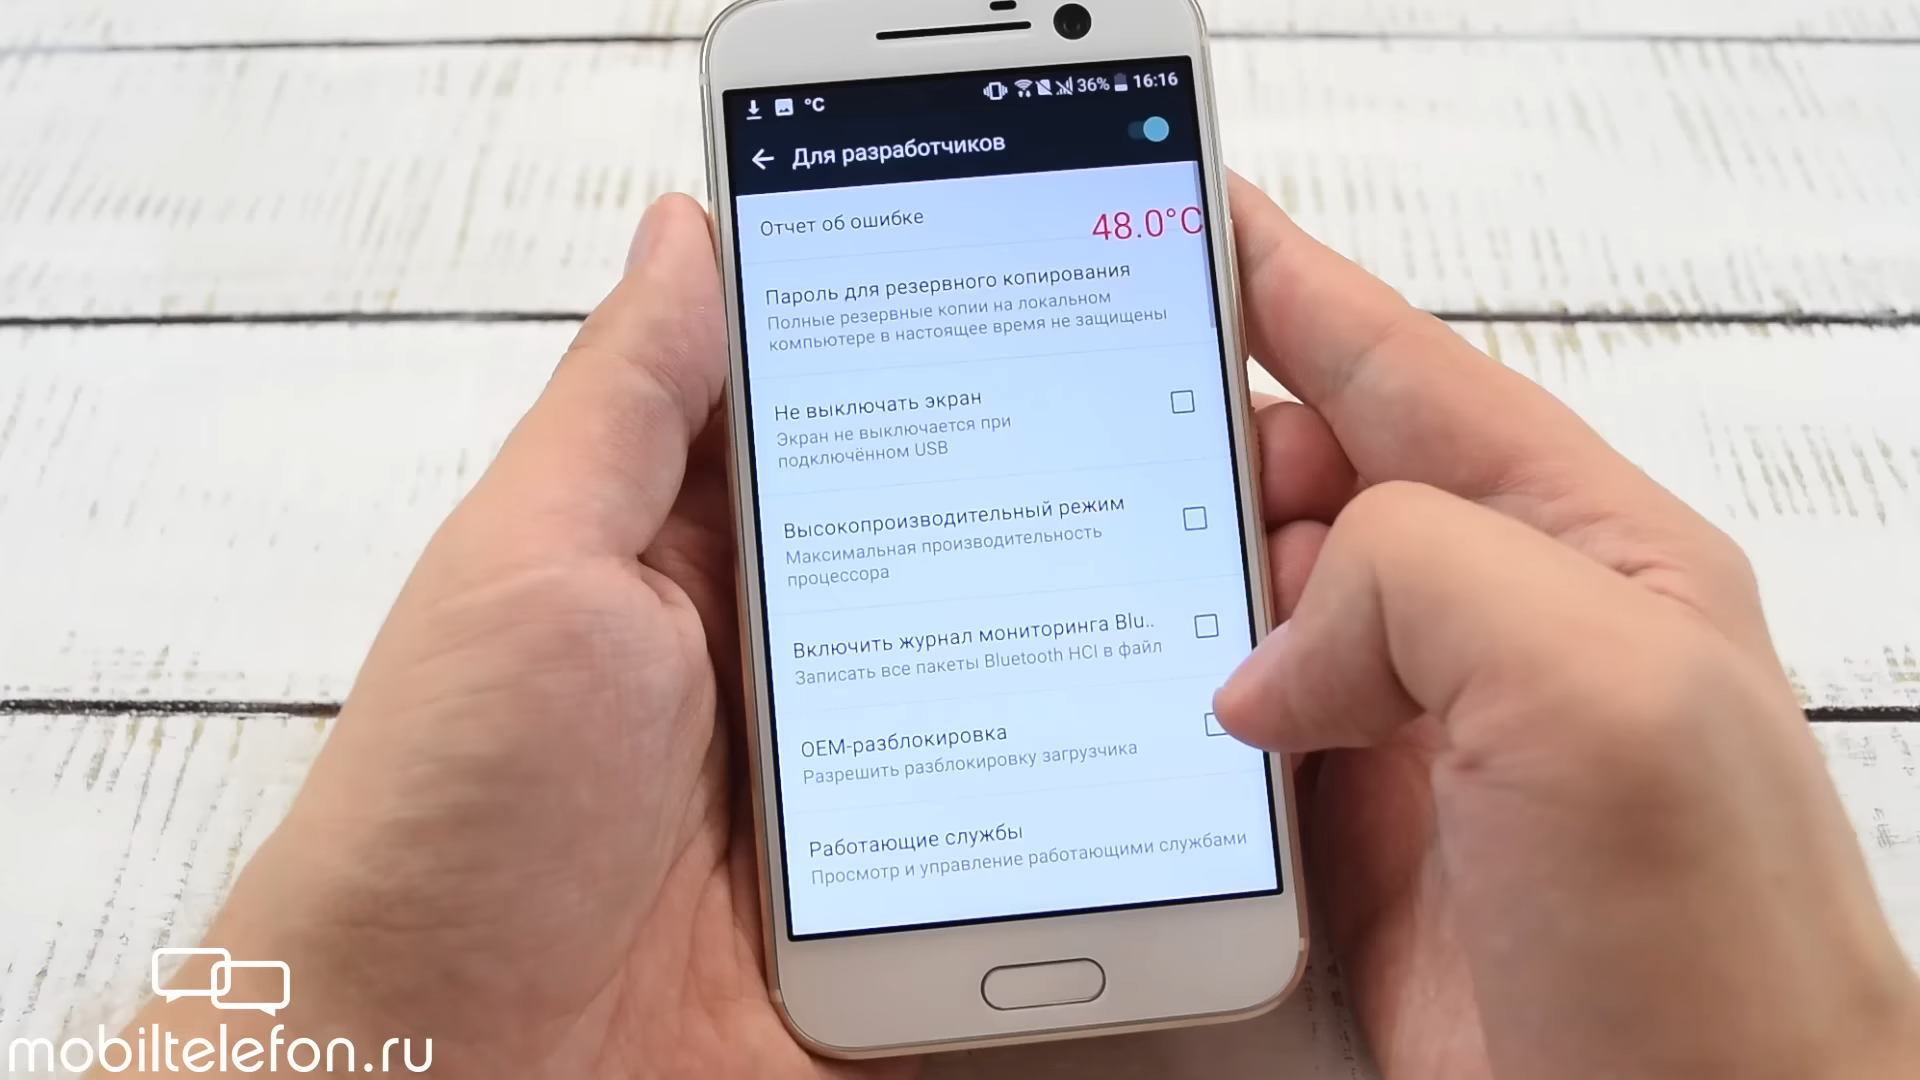 °C 36% 16:16
Для разработчиков
Отчет об ошибке
48.0°C
Пароль для резервного копирования
Полные резервные копии на локальном
компьютере в настоящее время не защищены
Не выключать экран
Экран не выключается при
подключённом USB
Высокопроизводительный режим
Максимальная производительность
процессора
Включить журнал мониторинга Blu..
Записать все пакеты Bluetooth HCI в файл
OEM-разблокировка
Разрешить разблокировку загрузчика
Работающие службы
Просмотр и управление работающими службами
mobiltelefon.ru